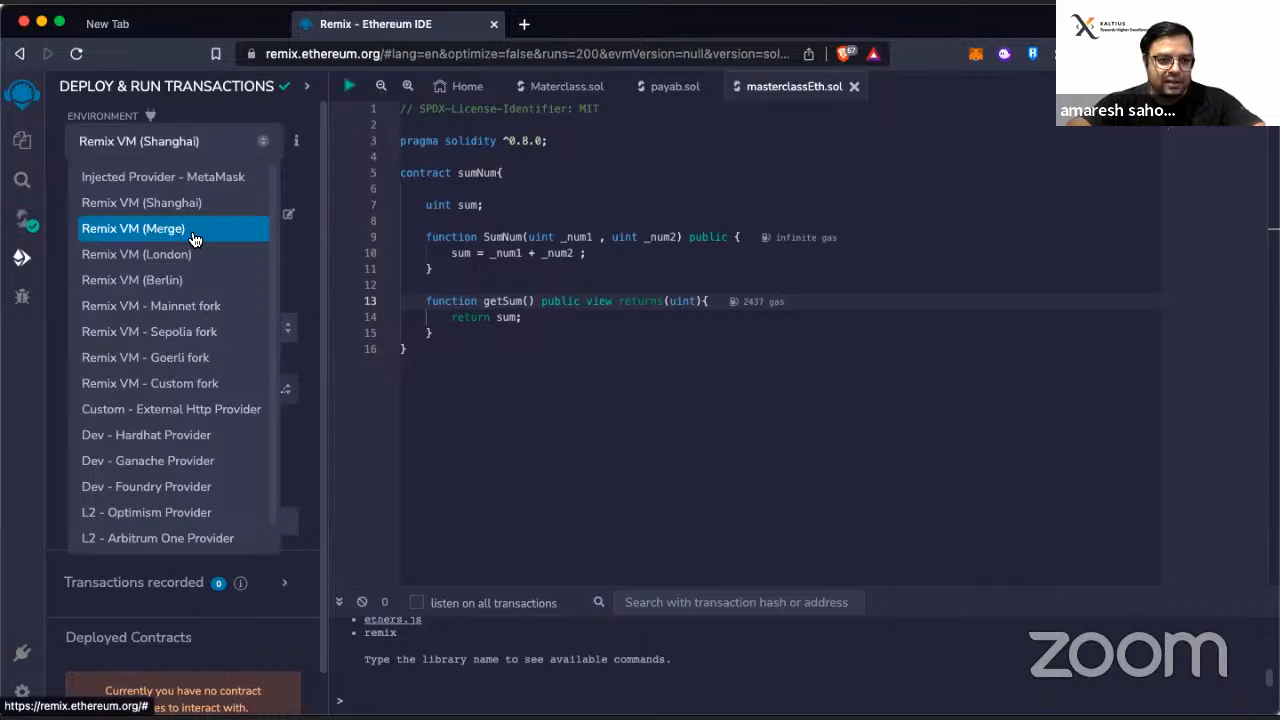 New Tab
Remix - Ethereum IDE
remix.ethereum.org/#lang=en&optimize=false&runs=200&evmVersion=null&version=sol...
57
XALTIUS
Towards Higher Excellence
amaresh saho...
DEPLOY & RUN TRANSACTIONS
ENVIRONMENT
Remix VM (Shanghai)
Injected Provider - MetaMask
Remix VM (Shanghai)
Remix VM (Merge)
Remix VM (London)
Remix VM (Berlin)
Remix VM - Mainnet fork
Remix VM - Sepolia fork
Remix VM - Goerli fork
Remix VM - Custom fork
Custom - External Http Provider
Dev - Hardhat Provider
Dev - Ganache Provider
Dev - Foundry Provider
L2 - Optimism Provider
L2 - Arbitrum One Provider
Transactions recorded 0
Deployed Contracts
Currently you have no contract
es to interact with.
https://remix.ethereum.org/#
Home Materclass.sol payab.sol masterclassEth.sol
1 // SPDX-License-Identifier: MIT
2
3 pragma solidity ^0.8.0;
4
5 contract sumNum{
6
7 uint sum;
8
9 function SumNum(uint _num1 , uint _num2) public { infinite gas
10 sum = _num1 + _num2 ;
11 }
12
13 function getSum() public view returns(uint){ 2437 gas
14 return sum;
15 }
16 }
0 listen on all transactions Search with transaction hash or address
ethers.js
remix
Type the library name to see available commands.
>
zoom